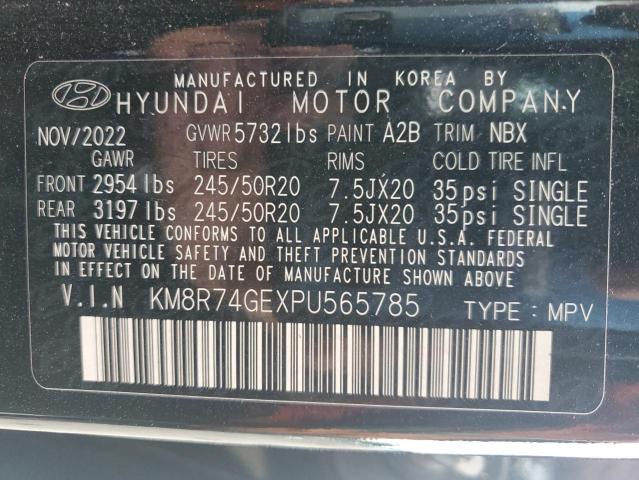 MANUFACTURED IN KOREA BY
HYUNDAI MOTOR COMPANY
NOV/2022 GVWR 5732lbs PAINT A2B TRIM NBX
GAWR TIRES RIMS COLD TIRE INFL
FRONT 2954 lbs 245/50R20 7.5JX20 35psi SINGLE
REAR 3197 lbs 245/50R20 7.5JX20 35psi SINGLE
THIS VEHICLE CONFORMS TO ALL APPLICABLE U.S.A. FEDERAL
MOTOR VEHICLE SAFETY AND THEFT PREVENTION STANDARDS
IN EFFECT ON THE DATE OF MANUFACTURE SHOWN ABOVE.
V.I.N KM8R74GEXPU565785 TYPE : MPV